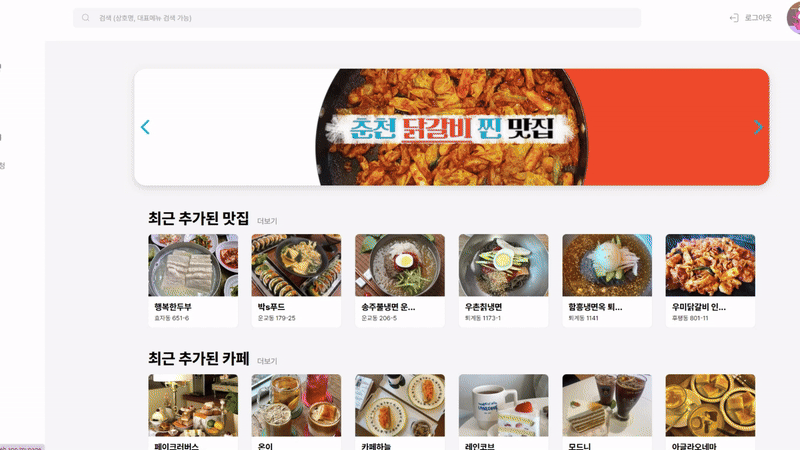 검색 (상호명, 대표메뉴 검색 가능)
로그아웃
춘천 닭갈비 찐 맛집
최근 추가된 맛집 더보기
행복한두부
효자동 651-6
박s푸드
운교동 179-25
송주불냉면 운...
운교동 206-5
우촌칡냉면
퇴계동 1173-1
함흥냉면옥 퇴...
퇴계동 1141
우미닭갈비 인...
후평동 801-11
최근 추가된 카페 더보기
페이크러버스
온이
카페하늘
레인코브
모드니
아글라오네마